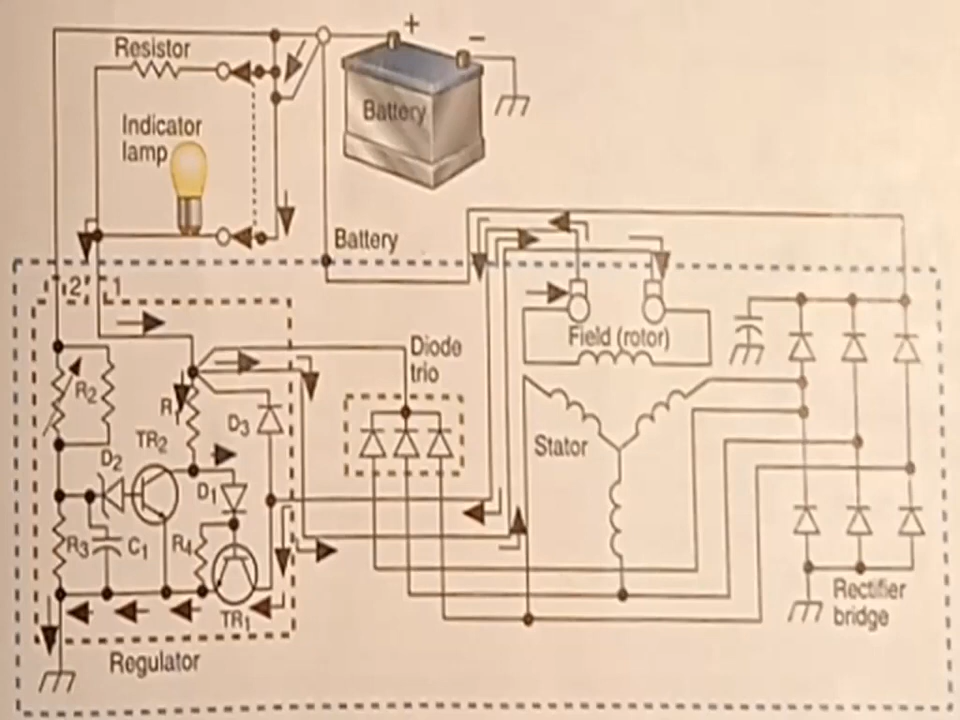 +
−
Resistor
Battery
Indicator
lamp
Battery
2
1
Field (rotor)
Diode
trio
R₂
R₁
D₃
TR₂
Stator
D₂
D₁
R₃
C₁
R₄
TR₁
Rectifier
bridge
Regulator